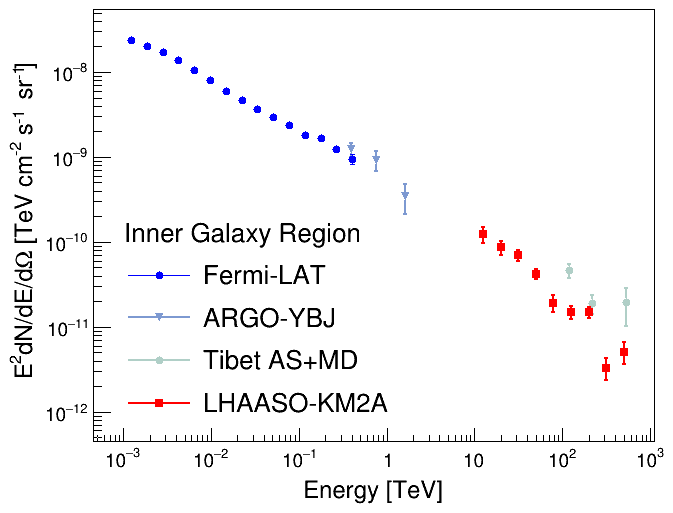 E²dN/dE/dΩ [TeV cm⁻² s⁻¹ sr⁻¹]
10⁻⁸
10⁻⁹
10⁻¹⁰
10⁻¹¹
10⁻¹²
Inner Galaxy Region
Fermi-LAT
ARGO-YBJ
Tibet AS+MD
LHAASO-KM2A
10⁻³ 10⁻² 10⁻¹ 1 10 10² 10³
Energy [TeV]